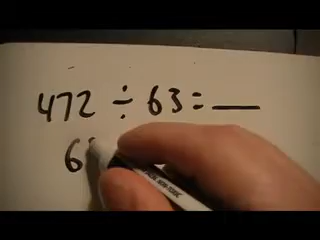 472 ÷ 63 = ___
6